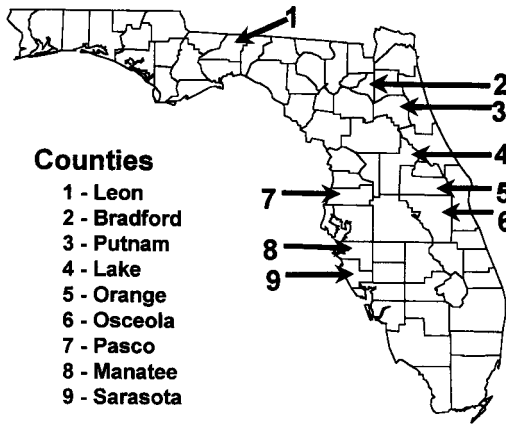 1
2
3
4
5
6
7
8
9
Counties
1 - Leon
2 - Bradford
3 - Putnam
4 - Lake
5 - Orange
6 - Osceola
7 - Pasco
8 - Manatee
9 - Sarasota